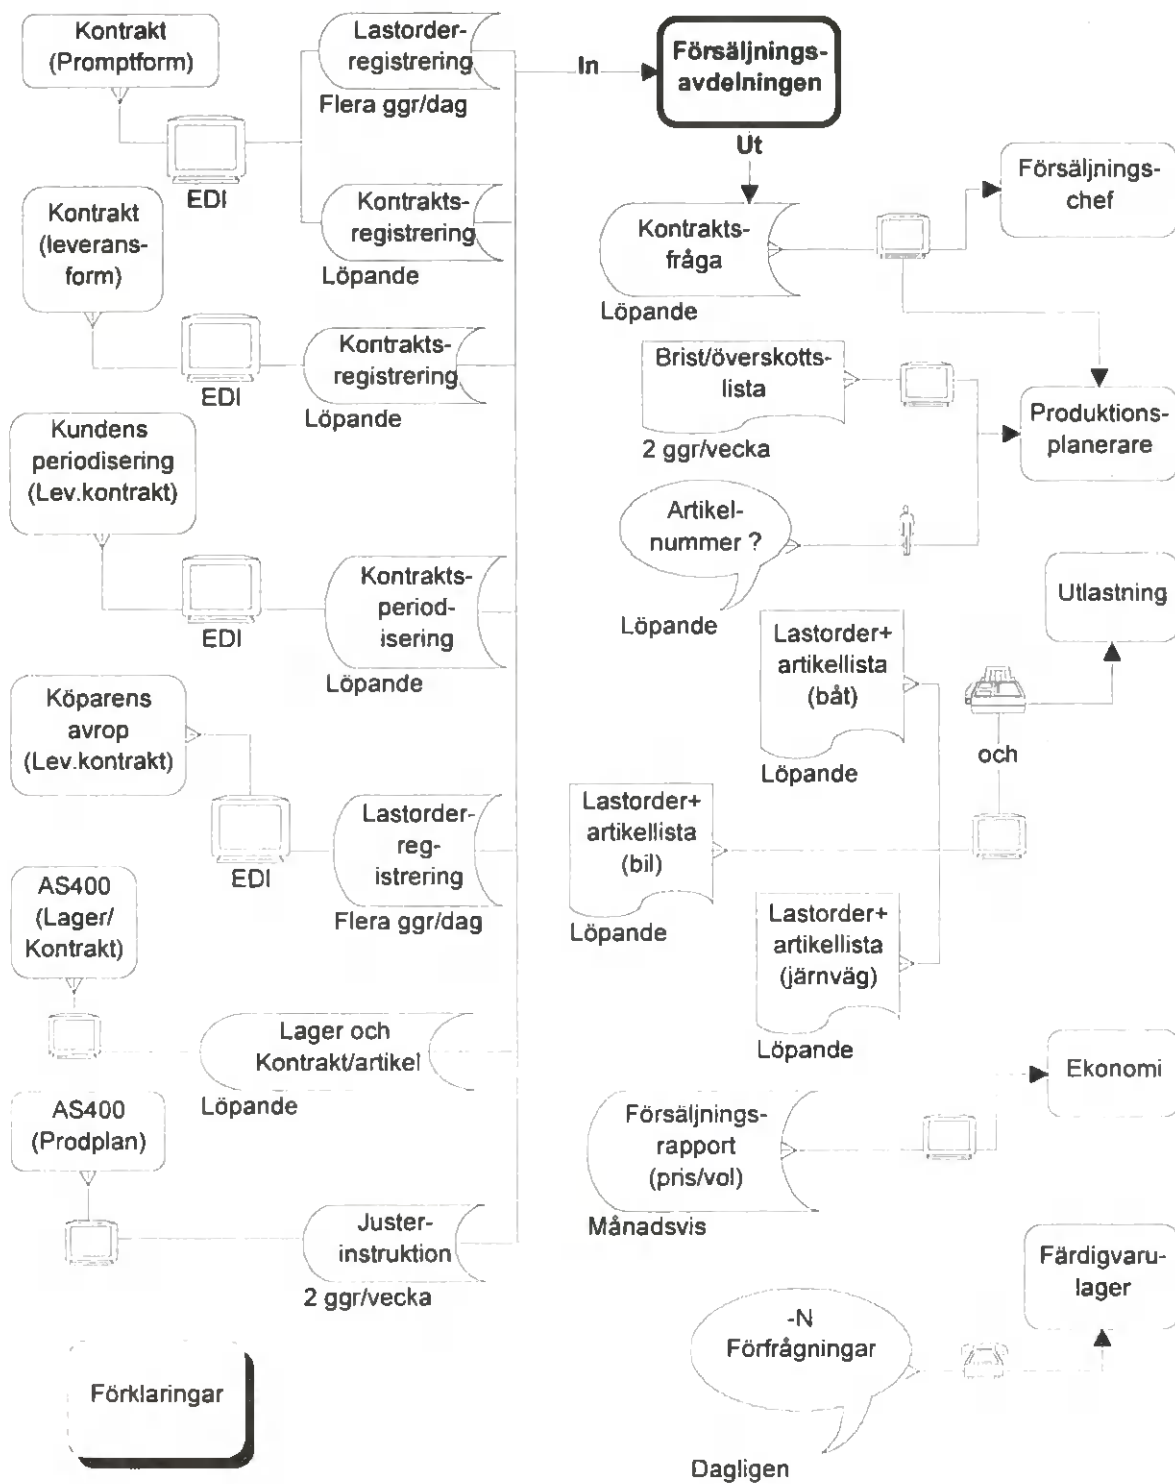 Kontrakt
(Promptform)
Lastorder-
registrering
Flera ggr/dag
In
Försäljnings-
avdelningen
Ut
EDI
Kontrakts-
registrering
Löpande
Kontrakt
(leverans-
form)
EDI
Kontrakts-
registrering
Löpande
Kundens
periodisering
(Lev.kontrakt)
EDI
Kontrakts-
period-
isering
Löpande
Köparens
avrop
(Lev.kontrakt)
EDI
Lastorder-
reg-
istrering
Flera ggr/dag
AS400
(Lager/
Kontrakt)
Lager och
Kontrakt/artikel
Löpande
AS400
(Prodplan)
Juster-
instruktion
2 ggr/vecka
Förklaringar
Kontrakts-
fråga
Löpande
Försäljnings-
chef
Brist/överskotts-
lista
2 ggr/vecka
Produktions-
planerare
Artikel-
nummer ?
Löpande
Lastorder+
artikellista
(båt)
Löpande
Utlastning
och
Lastorder+
artikellista
(bil)
Löpande
Lastorder+
artikellista
(järnväg)
Löpande
Försäljnings-
rapport
(pris/vol)
Månadsvis
Ekonomi
-N
Förfrågningar
Dagligen
Färdigvaru-
lager